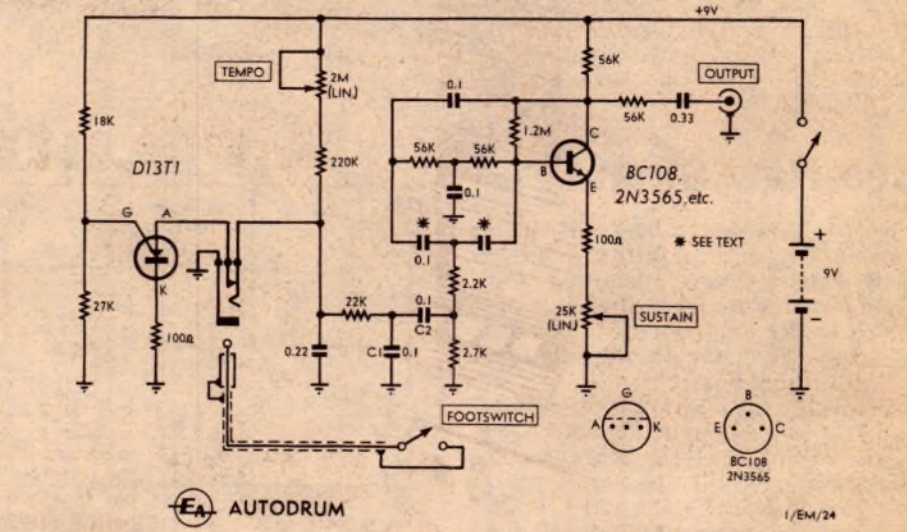 +9V
TEMPO
2M
(LIN.)
56K
OUTPUT
0.1
18K
1.2M
56K
0.33
C
D13T1
220K
56K
56K
B
BC108,
2N3565, etc.
G
A
0.1
E
* *
100Ω
* SEE TEXT
0.1
+
K
2.2K
9V
27K
22K
0.1
25K
(LIN.)
SUSTAIN
-
100Ω
C2
0.22
C1
0.1
2.7K
G
B
FOOTSWITCH
A
K
E
C
BC108
2N3565
EA AUTODRUM
1/EM/24